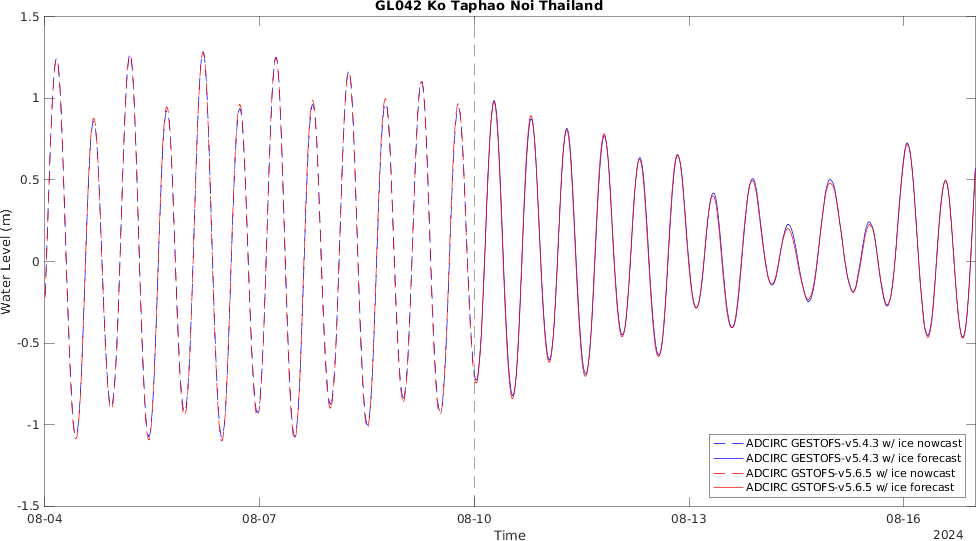 GL042 Ko Taphao Noi Thailand
1.5
1
0.5
0
-0.5
-1
-1.5
Water Level (m)
08-04
08-07
08-10
08-13
08-16
Time
2024
ADCIRC GESTOFS-v5.4.3 w/ ice nowcast
ADCIRC GESTOFS-v5.4.3 w/ ice forecast
ADCIRC GSTOFS-v5.6.5 w/ ice nowcast
ADCIRC GSTOFS-v5.6.5 w/ ice forecast